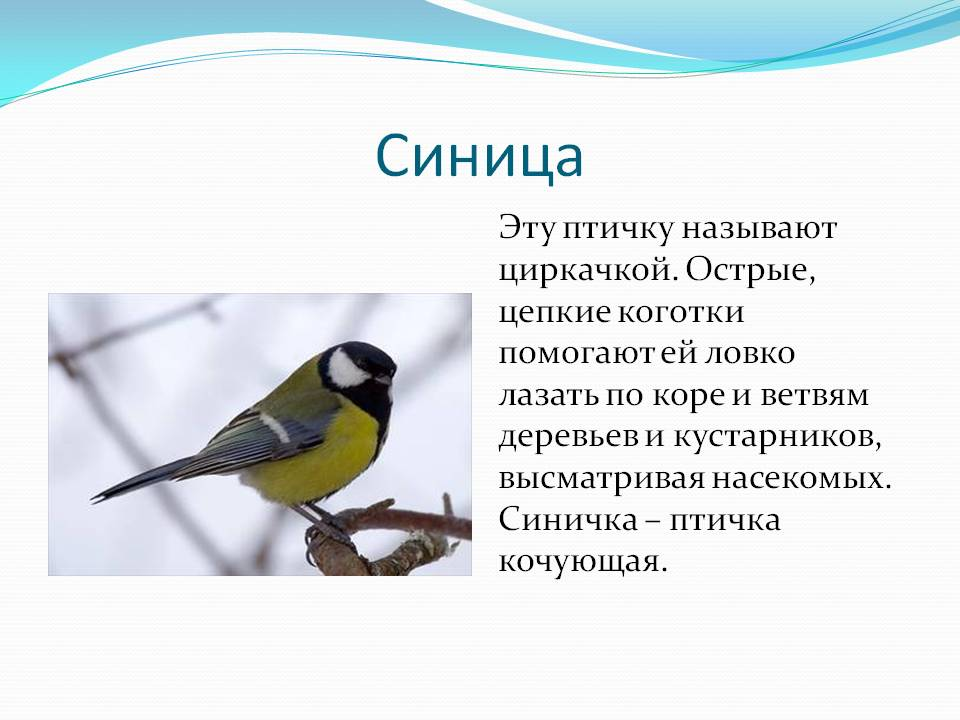 Синица
Эту птичку называют
циркачкой. Острые,
цепкие коготки
помогают ей ловко
лазать по коре и ветвям
деревьев и кустарников,
высматривая насекомых.
Синичка – птичка
кочующая.